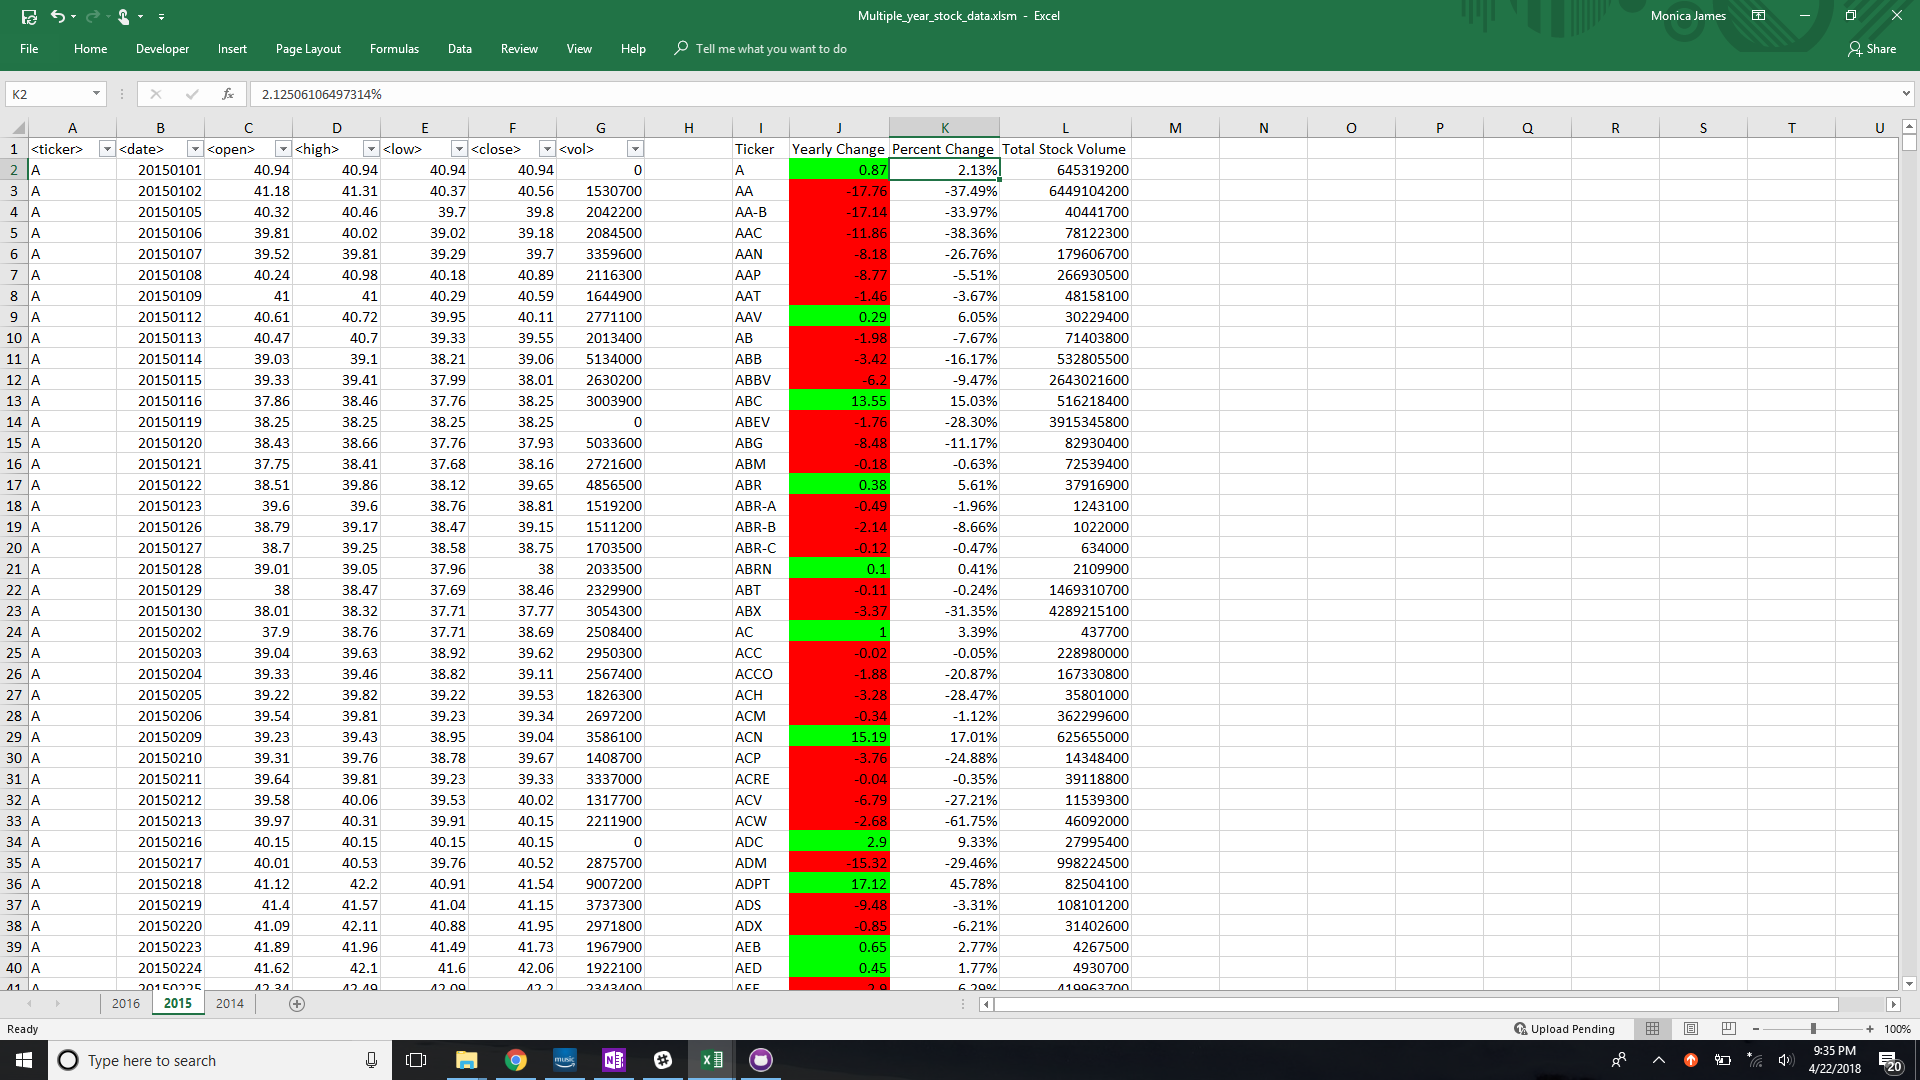 Multiple_year_stock_data.xlsm - Excel
Monica James
File Home Developer Insert Page Layout Formulas Data Review View Help Tell me what you want to do Share
K2 fx 2.12506106497314%
A B C D E F G H I J K L M N O P Q R S T U
1 <ticker> <date> <open> <high> <low> <close> <vol> Ticker Yearly Change Percent Change Total Stock Volume
2 A 20150101 40.94 40.94 40.94 40.94 0 A 0.87 2.13% 645319200
3 A 20150102 41.18 41.31 40.37 40.56 1530700 AA -17.76 -37.49% 6449104200
4 A 20150105 40.32 40.46 39.7 39.8 2042200 AA-B -17.14 -33.97% 40441700
5 A 20150106 39.81 40.02 39.02 39.18 2084500 AAC -11.86 -38.36% 78122300
6 A 20150107 39.52 39.81 39.29 39.7 3359600 AAN -8.18 -26.76% 179606700
7 A 20150108 40.24 40.98 40.18 40.89 2116300 AAP -8.77 -5.51% 266930500
8 A 20150109 41 41 40.29 40.59 1644900 AAT -1.46 -3.67% 48158100
9 A 20150112 40.61 40.72 39.95 40.11 2771100 AAV 0.29 6.05% 30229400
10 A 20150113 40.47 40.7 39.33 39.55 2013400 AB -1.98 -7.67% 71403800
11 A 20150114 39.03 39.1 38.21 39.06 5134000 ABB -3.42 -16.17% 532805500
12 A 20150115 39.33 39.41 37.99 38.01 2630200 ABBV -6.2 -9.47% 2643021600
13 A 20150116 37.86 38.46 37.76 38.25 3003900 ABC 13.55 15.03% 516218400
14 A 20150119 38.25 38.25 38.25 38.25 0 ABEV -1.76 -28.30% 3915345800
15 A 20150120 38.43 38.66 37.76 37.93 5033600 ABG -8.48 -11.17% 82930400
16 A 20150121 37.75 38.41 37.68 38.16 2721600 ABM -0.18 -0.63% 72539400
17 A 20150122 38.51 39.86 38.12 39.65 4856500 ABR 0.38 5.61% 37916900
18 A 20150123 39.6 39.6 38.76 38.81 1519200 ABR-A -0.49 -1.96% 1243100
19 A 20150126 38.79 39.17 38.47 39.15 1511200 ABR-B -2.14 -8.66% 1022000
20 A 20150127 38.7 39.25 38.58 38.75 1703500 ABR-C -0.12 -0.47% 634000
21 A 20150128 39.01 39.05 37.96 38 2033500 ABRN 0.1 0.41% 2109900
22 A 20150129 38 38.47 37.69 38.46 2329900 ABT -0.11 -0.24% 1469310700
23 A 20150130 38.01 38.32 37.71 37.77 3054300 ABX -3.37 -31.35% 4289215100
24 A 20150202 37.9 38.76 37.71 38.69 2508400 AC 1 3.39% 437700
25 A 20150203 39.04 39.63 38.92 39.62 2950300 ACC -0.02 -0.05% 228980000
26 A 20150204 39.33 39.46 38.82 39.11 2567400 ACCO -1.88 -20.87% 167330800
27 A 20150205 39.22 39.82 39.22 39.53 1826300 ACH -3.28 -28.47% 35801000
28 A 20150206 39.54 39.81 39.23 39.34 2697200 ACM -0.34 -1.12% 362299600
29 A 20150209 39.23 39.43 38.95 39.04 3586100 ACN 15.19 17.01% 625655000
30 A 20150210 39.31 39.76 38.78 39.67 1408700 ACP -3.76 -24.88% 14348400
31 A 20150211 39.64 39.81 39.23 39.33 3337000 ACRE -0.04 -0.35% 39118800
32 A 20150212 39.58 40.06 39.53 40.02 1317700 ACV -6.79 -27.21% 11539300
33 A 20150213 39.97 40.31 39.91 40.15 2211900 ACW -2.68 -61.75% 46092000
34 A 20150216 40.15 40.15 40.15 40.15 0 ADC 2.9 9.33% 27995400
35 A 20150217 40.01 40.53 39.76 40.52 2875700 ADM -15.32 -29.46% 998224500
36 A 20150218 41.12 42.2 40.91 41.54 9007200 ADPT 17.12 45.78% 82504100
37 A 20150219 41.4 41.57 41.04 41.15 3737300 ADS -9.48 -3.31% 108101200
38 A 20150220 41.09 42.11 40.88 41.95 2971800 ADX -0.85 -6.21% 31402600
39 A 20150223 41.89 41.96 41.49 41.73 1967900 AEB 0.65 2.77% 4267500
40 A 20150224 41.62 42.1 41.6 42.06 1922100 AED 0.45 1.77% 4930700
41 A 20150225 42.34 42.49 42.09 42.2 2343400
2016 2015 2014
Ready Upload Pending 100%
Type here to search
music
9:35 PM
4/22/2018
20